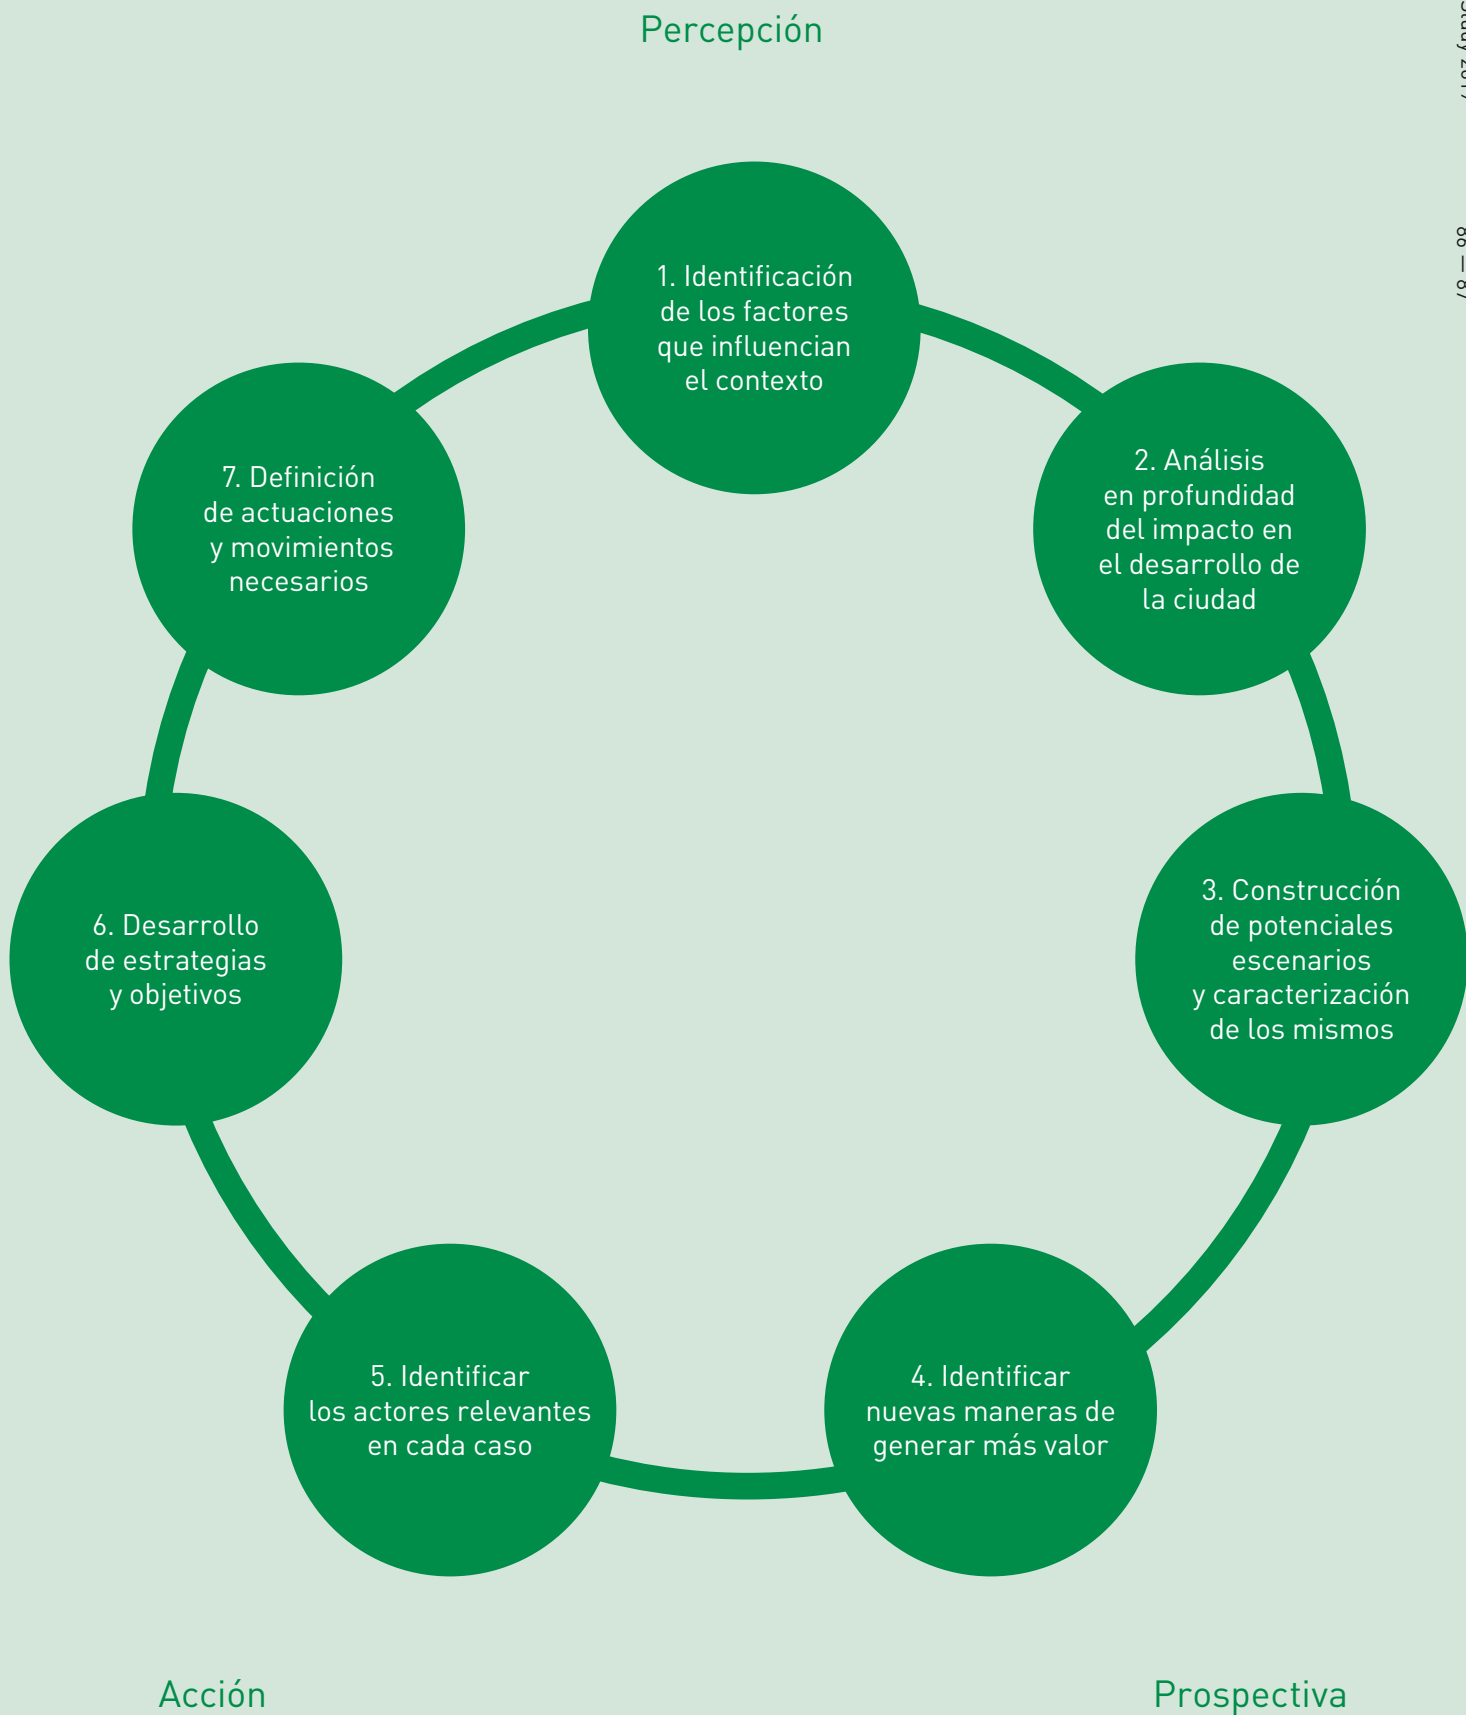 Percepción
88 — 87
1. Identificación
de los factores
que influencian
el contexto
2. Análisis
en profundidad
del impacto en
el desarrollo de
la ciudad
3. Construcción
de potenciales
escenarios
y caracterización
de los mismos
4. Identificar
nuevas maneras de
generar más valor
5. Identificar
los actores relevantes
en cada caso
6. Desarrollo
de estrategias
y objetivos
7. Definición
de actuaciones
y movimientos
necesarios
Acción
Prospectiva